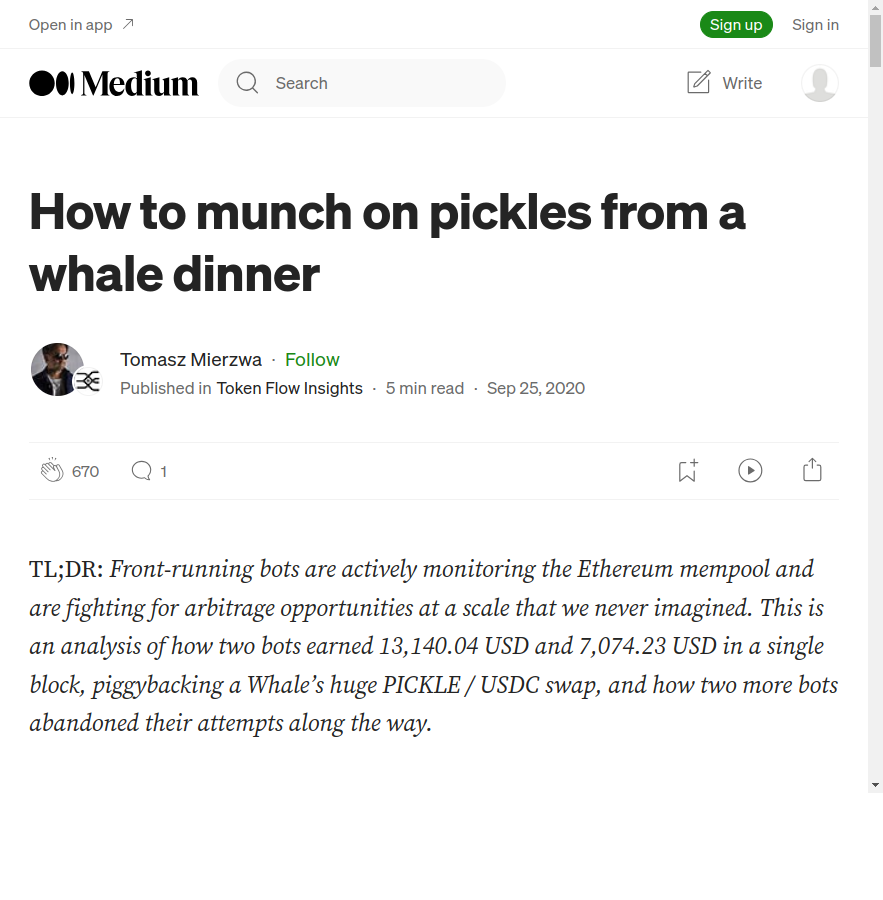 Open in app
Sign up
Sign in
Medium
Search
Write
How to munch on pickles from a
whale dinner
Tomasz Mierzwa · Follow
Published in Token Flow Insights · 5 min read · Sep 25, 2020
670
1
TL;DR: Front-running bots are actively monitoring the Ethereum mempool and
are fighting for arbitrage opportunities at a scale that we never imagined. This is
an analysis of how two bots earned 13,140.04 USD and 7,074.23 USD in a single
block, piggybacking a Whale’s huge PICKLE / USDC swap, and how two more bots
abandoned their attempts along the way.